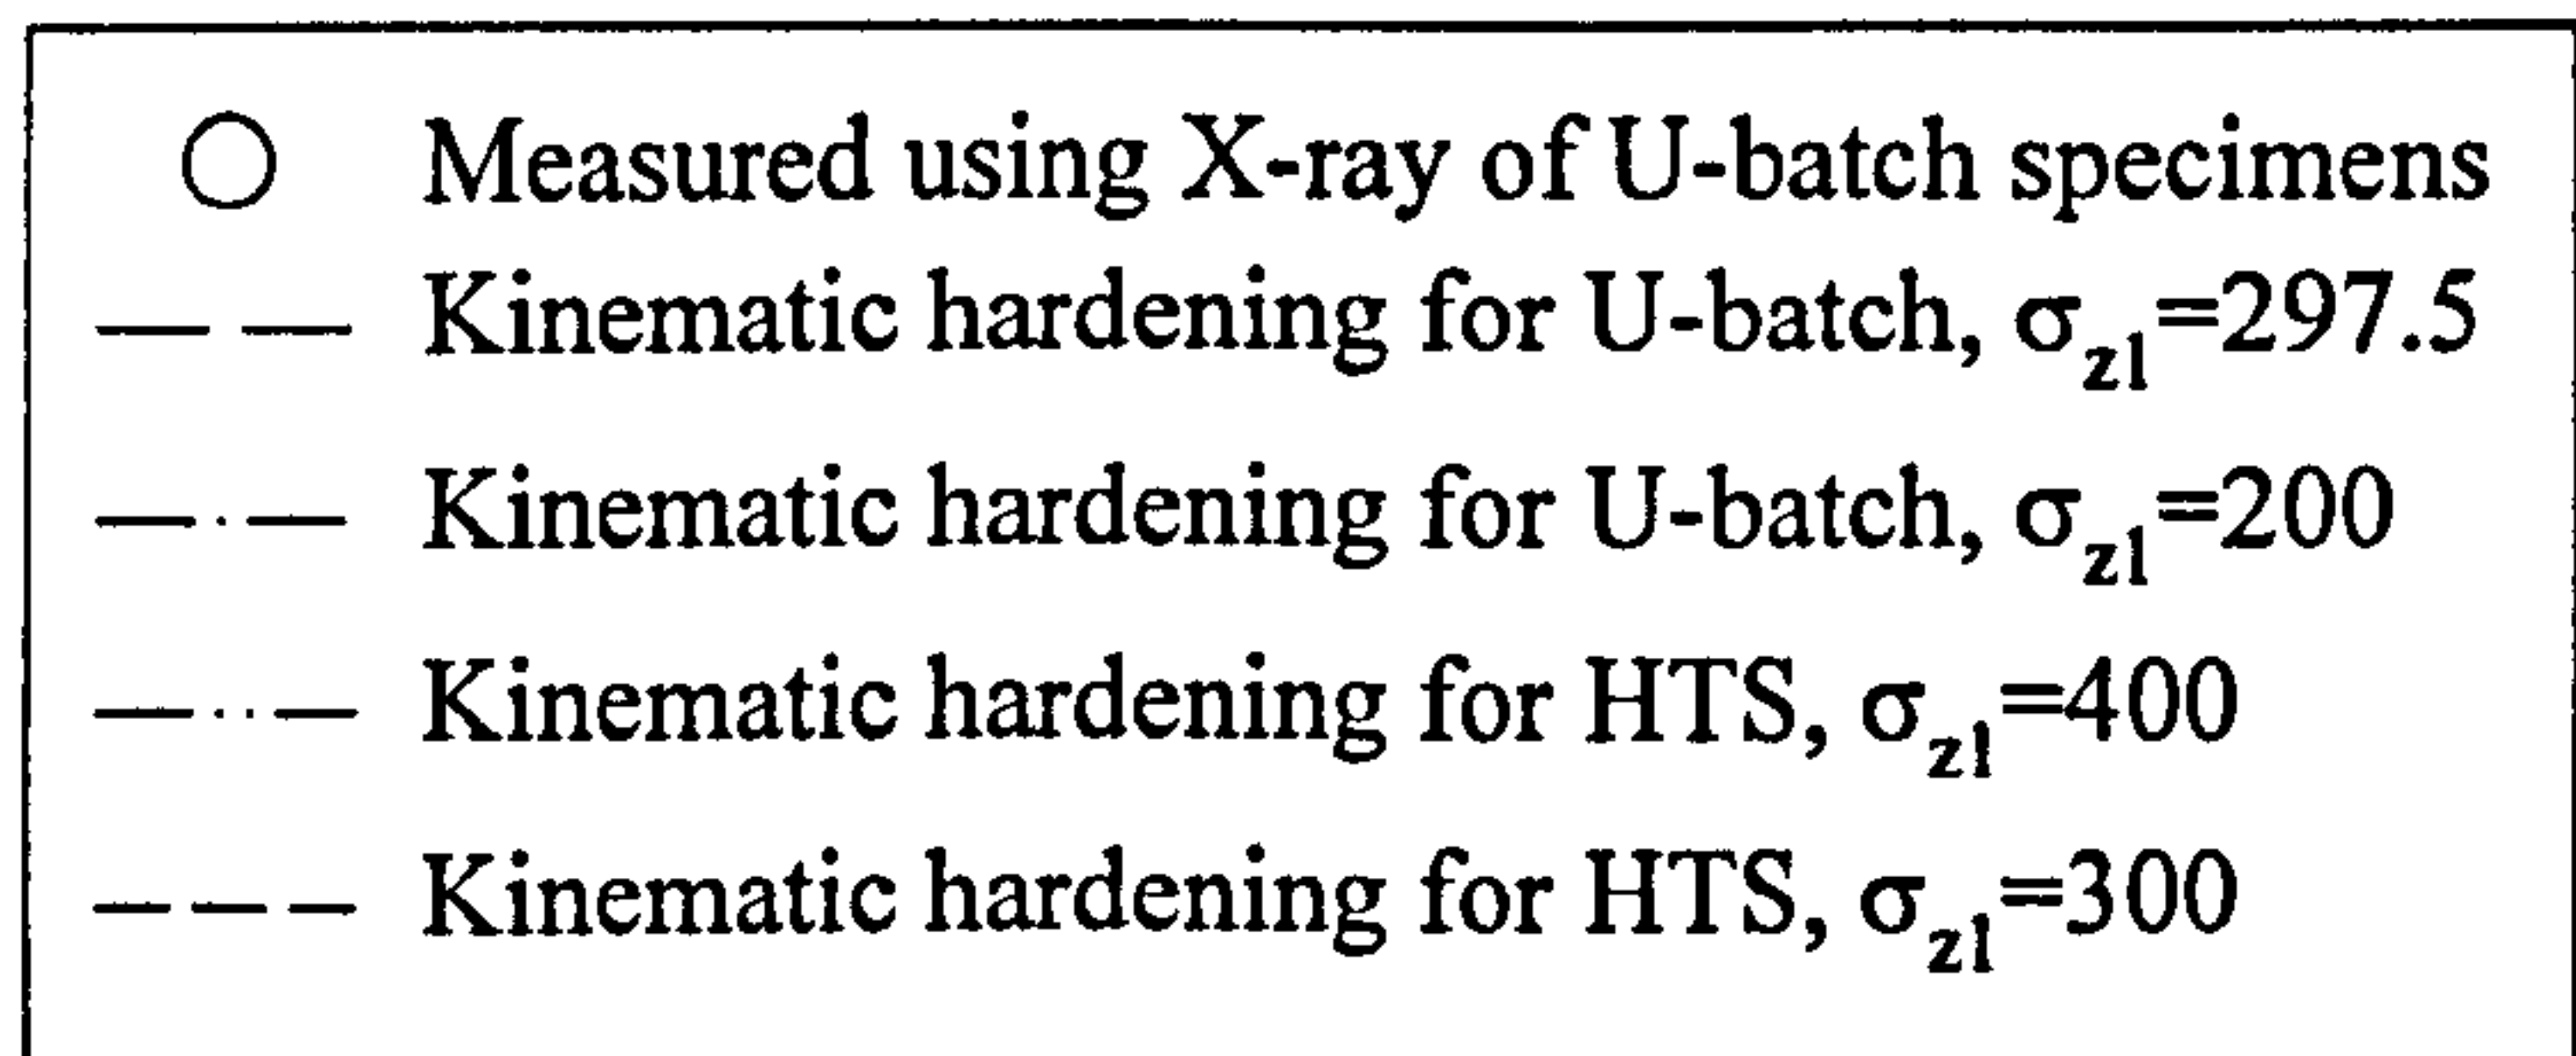 Measured using X-ray of U-batch specimens
Kinematic hardening for U-batch, σz1=297.5
Kinematic hardening for U-batch, σz1=200
Kinematic hardening for HTS, σz1=400
Kinematic hardening for HTS, σz1=300